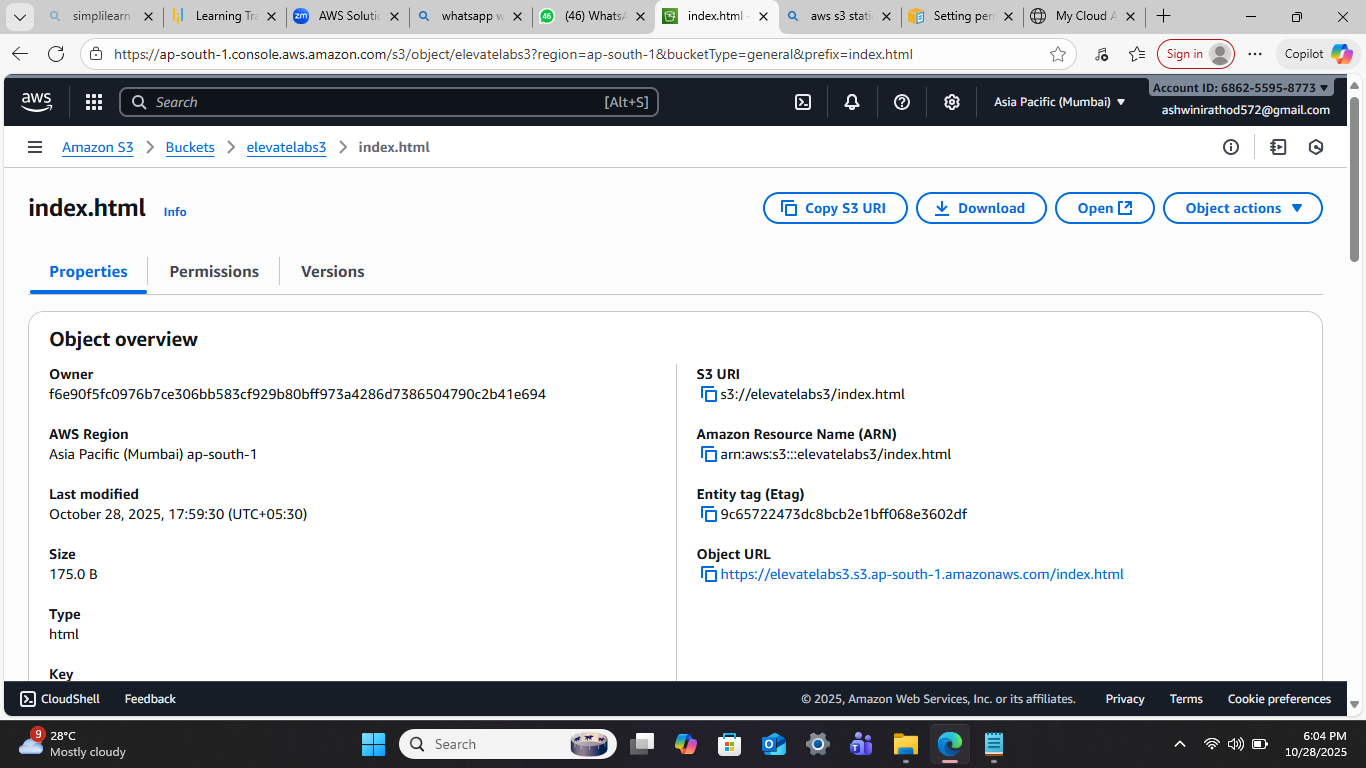 simplilearn
Learning Tra
AWS Solutio
whatsapp w
(46) WhatsA
index.html -
aws s3 stati
Setting per
My Cloud A
https://ap-south-1.console.aws.amazon.com/s3/object/elevatelabs3?region=ap-south-1&bucketType=general&prefix=index.html
Sign in
Copilot
aws
Search
[Alt+S]
Asia Pacific (Mumbai)
Account ID: 6862-5595-8773
ashwinirathod572@gmail.com
Amazon S3 > Buckets > elevatelabs3 > index.html
index.html Info
Copy S3 URI
Download
Open
Object actions
Properties
Permissions
Versions
Object overview
Owner
f6e90f5fc0976b7ce306bb583cf929b80bff973a4286d7386504790c2b41e694
AWS Region
Asia Pacific (Mumbai) ap-south-1
Last modified
October 28, 2025, 17:59:30 (UTC+05:30)
Size
175.0 B
Type
html
Key
S3 URI
s3://elevatelabs3/index.html
Amazon Resource Name (ARN)
arn:aws:s3:::elevatelabs3/index.html
Entity tag (Etag)
9c65722473dc8bcb2e1bff068e3602df
Object URL
https://elevatelabs3.s3.ap-south-1.amazonaws.com/index.html
CloudShell
Feedback
© 2025, Amazon Web Services, Inc. or its affiliates.
Privacy
Terms
Cookie preferences
9
28°C
Mostly cloudy
Search
6:04 PM
10/28/2025